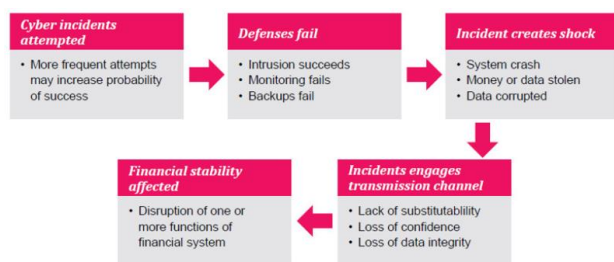 Cyber incidents
attempted
• More frequent attempts
may increase probability
of success
Defenses fail
• Intrusion succeeds
• Monitoring fails
• Backups fail
Incident creates shock
• System crash
• Money or data stolen
• Data corrupted
Incidents engages
transmission channel
• Lack of substitutablility
• Loss of confidence
• Loss of data integrity
Financial stability
affected
• Disruption of one or
more functions of
financial system